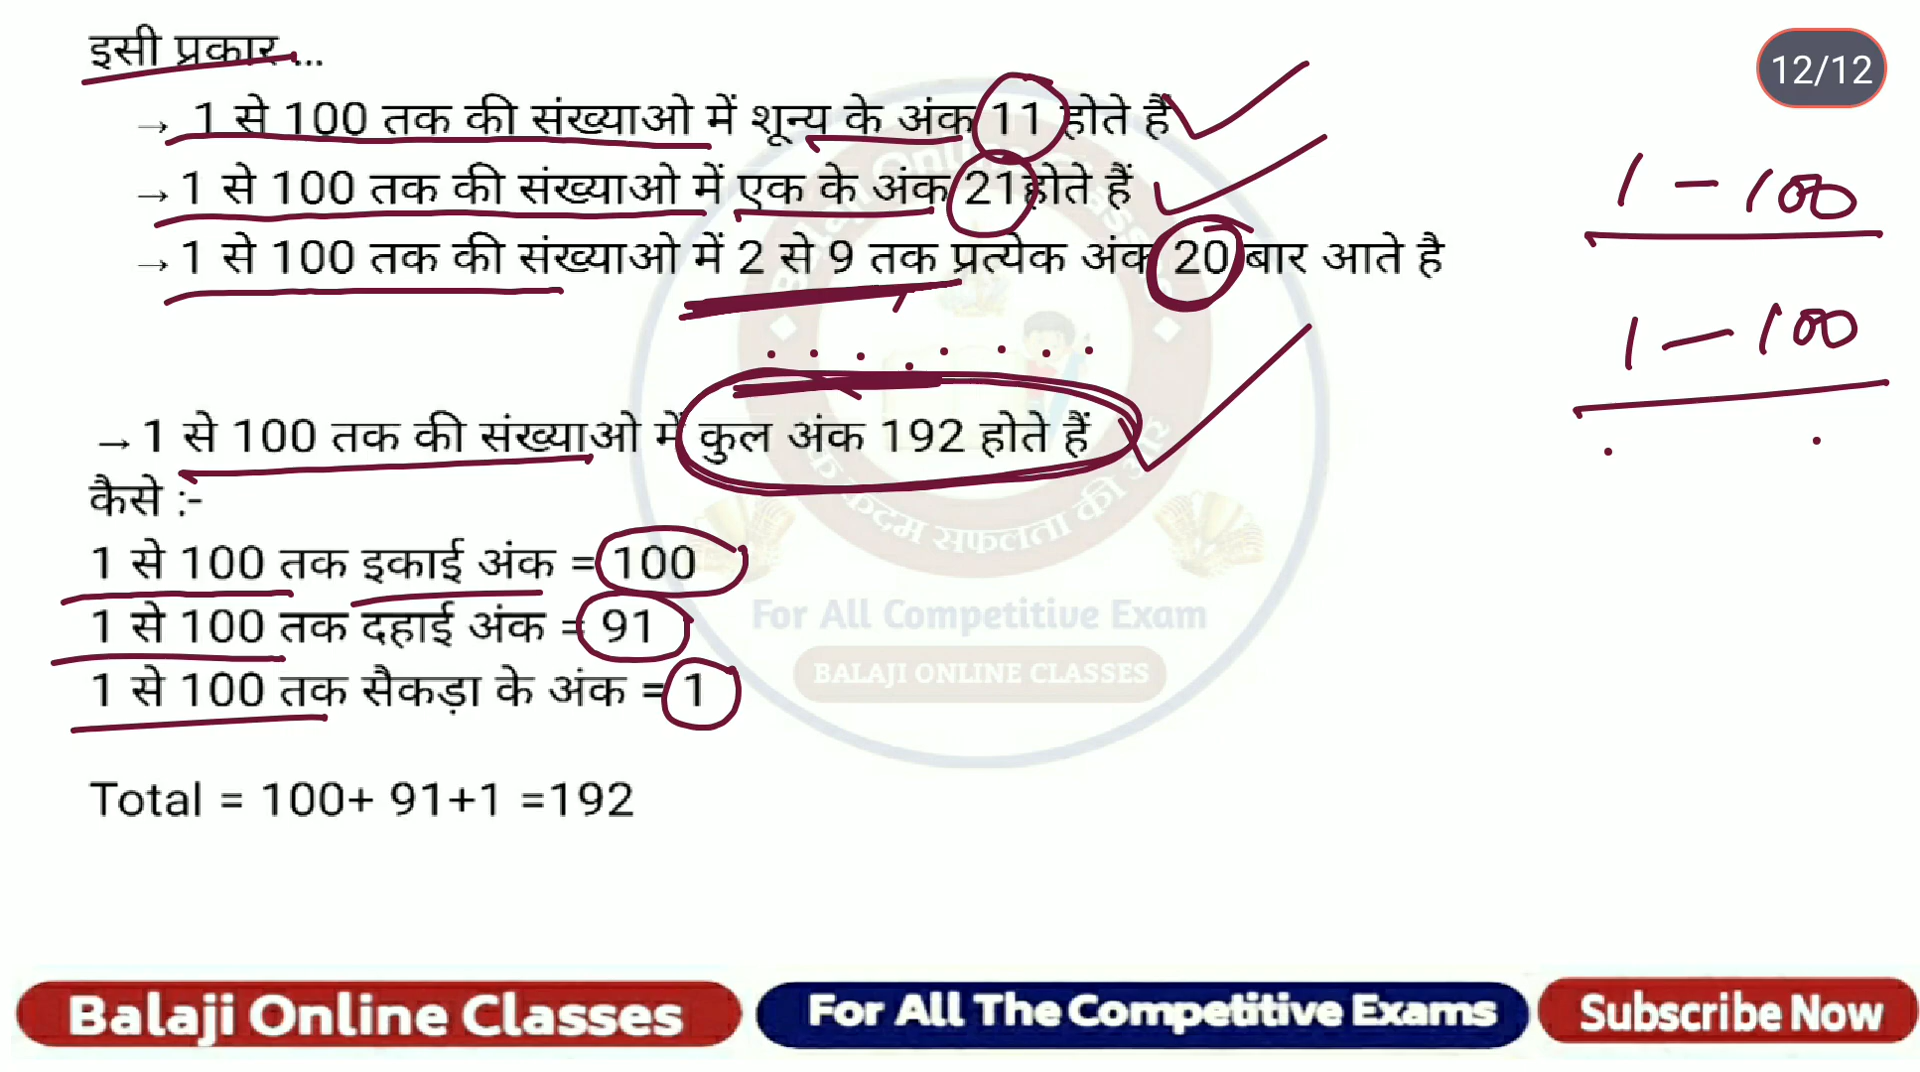 इसी प्रकार ...
12/12
→ 1 से 100 तक की संख्याओ में शून्य के अंक 11 होते है
→ 1 से 100 तक की संख्याओ में एक के अंक 21होते हैं
→ 1 से 100 तक की संख्याओ में 2 से 9 तक प्रत्येक अंक 20 बार आते है
1 - 100
1 - 100
→ 1 से 100 तक की संख्याओ में कुल अंक 192 होते हैं
कैसे :-
1 से 100 तक इकाई अंक = 100
1 से 100 तक दहाई अंक = 91
1 से 100 तक सैकड़ा के अंक = 1
For All Competitive Exam
BALAJI ONLINE CLASSES
Total = 100+ 91+1 =192
Balaji Online Classes
For All The Competitive Exams
Subscribe Now